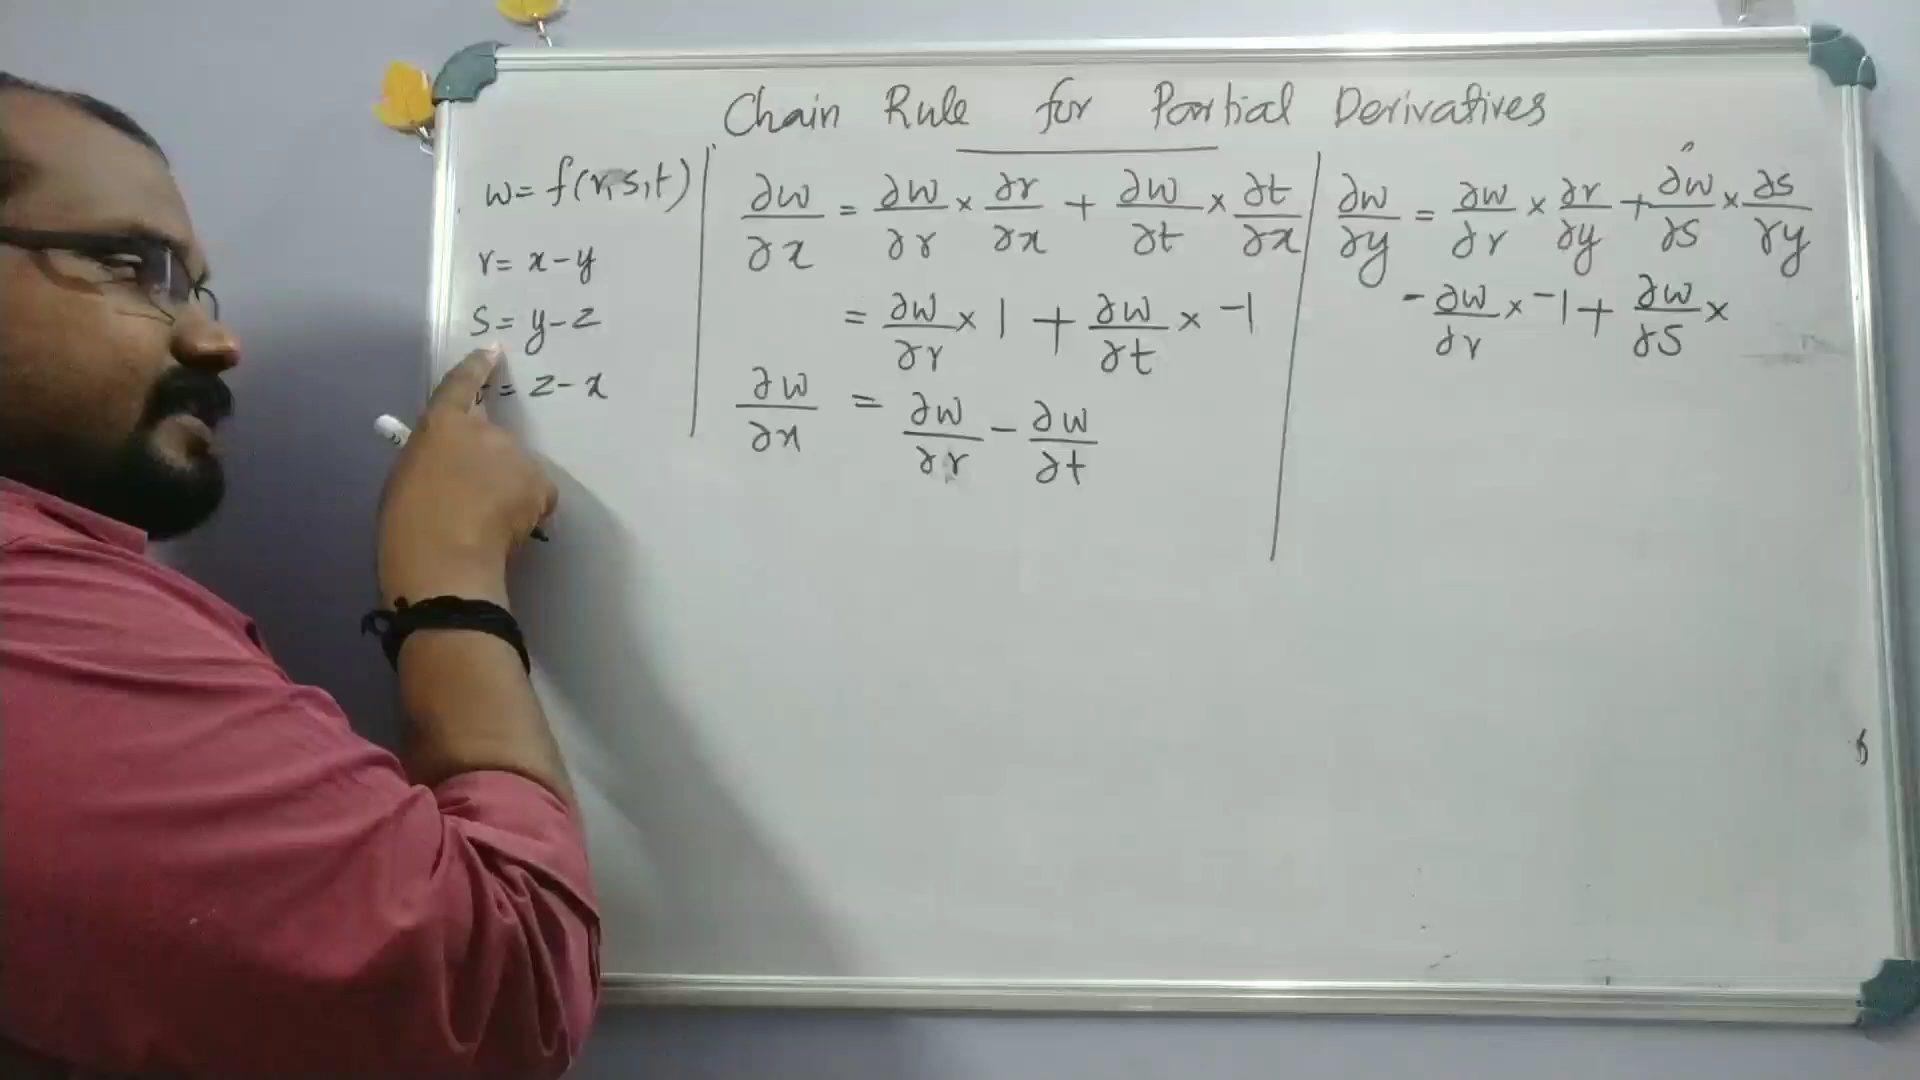 Chain Rule for Partial Derivatives
w= f(r,s,t)
r= x-y
s= y-z
t= z-x
∂w/∂x = ∂w/∂r × ∂r/∂x + ∂w/∂t × ∂t/∂x
= ∂w/∂r × 1 + ∂w/∂t × -1
∂w/∂x = ∂w/∂r - ∂w/∂t
∂w/∂y = ∂w/∂r × ∂r/∂y + ∂w/∂s × ∂s/∂y
- ∂w/∂r × -1 + ∂w/∂s ×